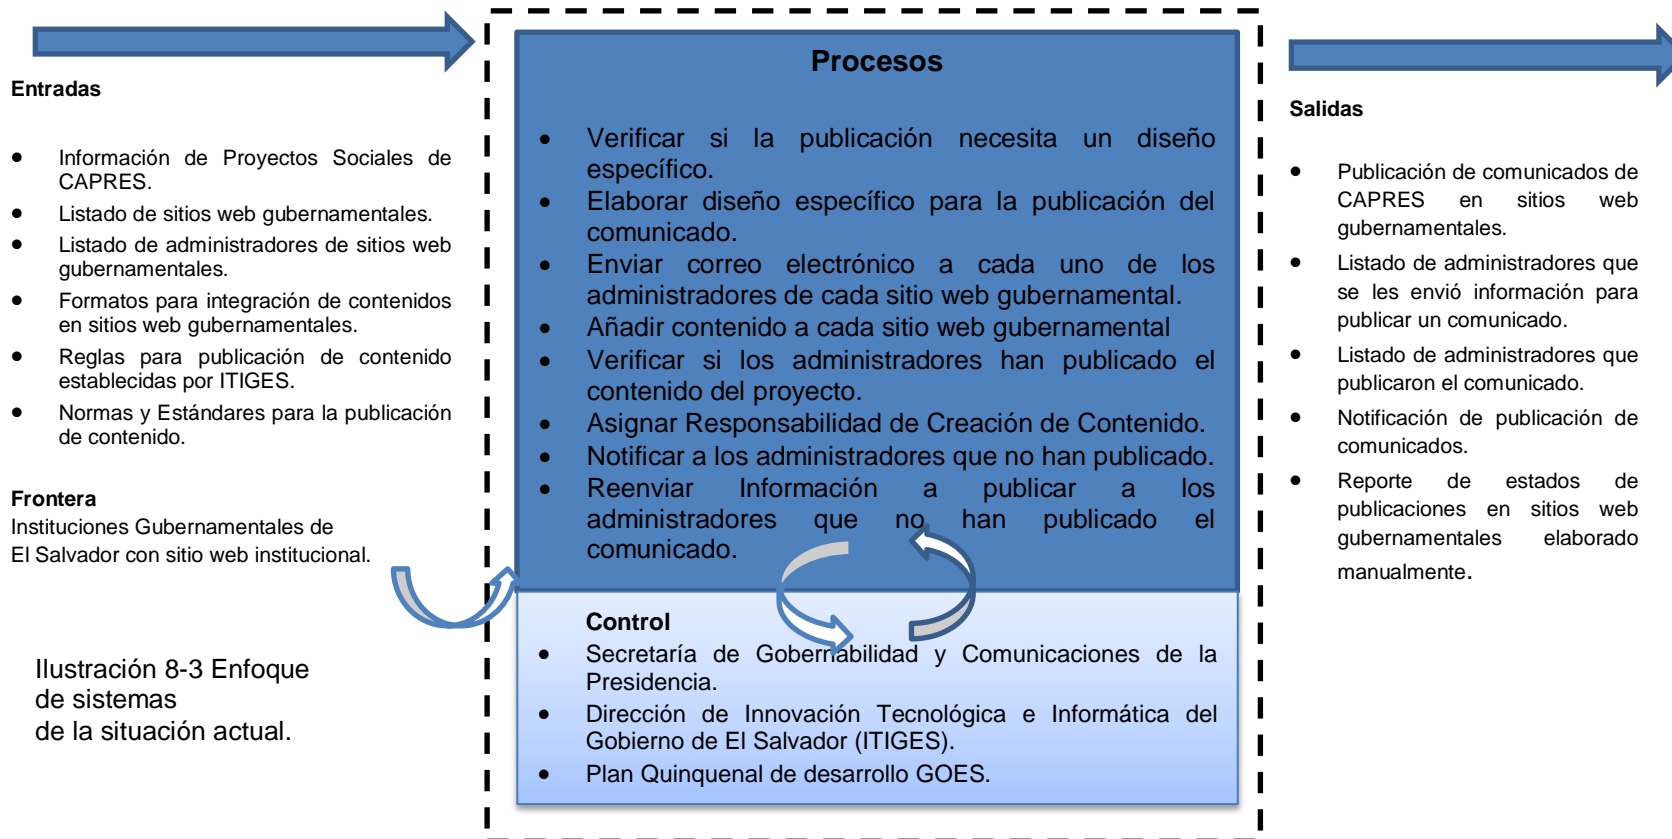 Entradas
Información de Proyectos Sociales de
CAPRES.
Listado de sitios web gubernamentales.
Listado de administradores de sitios web
gubernamentales.
Formatos para integración de contenidos
en sitios web gubernamentales.
Reglas para publicación de contenido
establecidas por ITIGES.
Normas y Estándares para la publicación
de contenido.
Frontera
Instituciones Gubernamentales de
El Salvador con sitio web institucional.
Ilustración 8-3 Enfoque
de sistemas
de la situación actual.
Procesos
Verificar si la publicación necesita un diseño
específico.
Elaborar diseño específico para la publicación del
comunicado.
Enviar correo electrónico a cada uno de los
administradores de cada sitio web gubernamental.
Añadir contenido a cada sitio web gubernamental
Verificar si los administradores han publicado el
contenido del proyecto.
Asignar Responsabilidad de Creación de Contenido.
Notificar a los administradores que no han publicado.
Reenviar Información a publicar a los
administradores que no han publicado el
comunicado.
Control
Secretaría de Gobernabilidad y Comunicaciones de la
Presidencia.
Dirección de Innovación Tecnológica e Informática del
Gobierno de El Salvador (ITIGES).
Plan Quinquenal de desarrollo GOES.
Salidas
Publicación de comunicados de
CAPRES en sitios web
gubernamentales.
Listado de administradores que
se les envió información para
publicar un comunicado.
Listado de administradores que
publicaron el comunicado.
Notificación de publicación de
comunicados.
Reporte de estados de
publicaciones en sitios web
gubernamentales elaborado
manualmente.